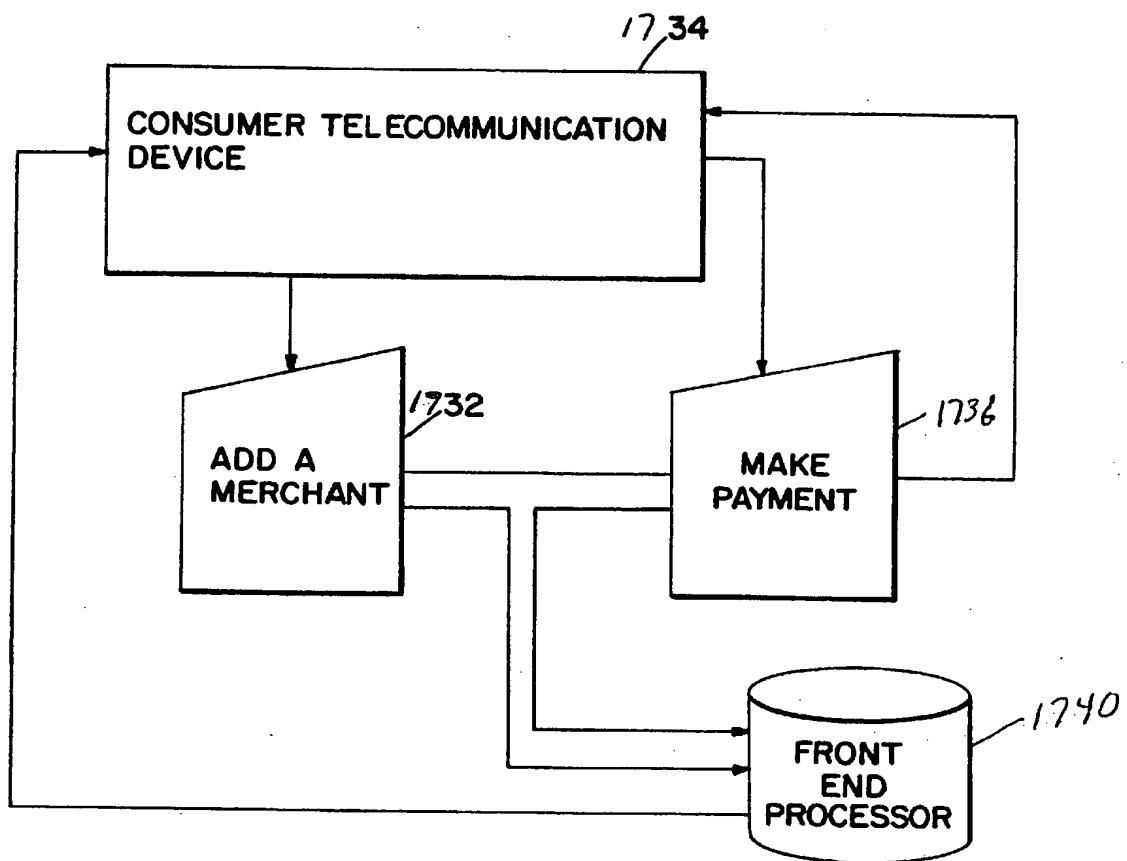 1734
CONSUMER TELECOMMUNICATION
DEVICE
1732
ADD A
MERCHANT
1736
MAKE
PAYMENT
1740
FRONT
END
PROCESSOR